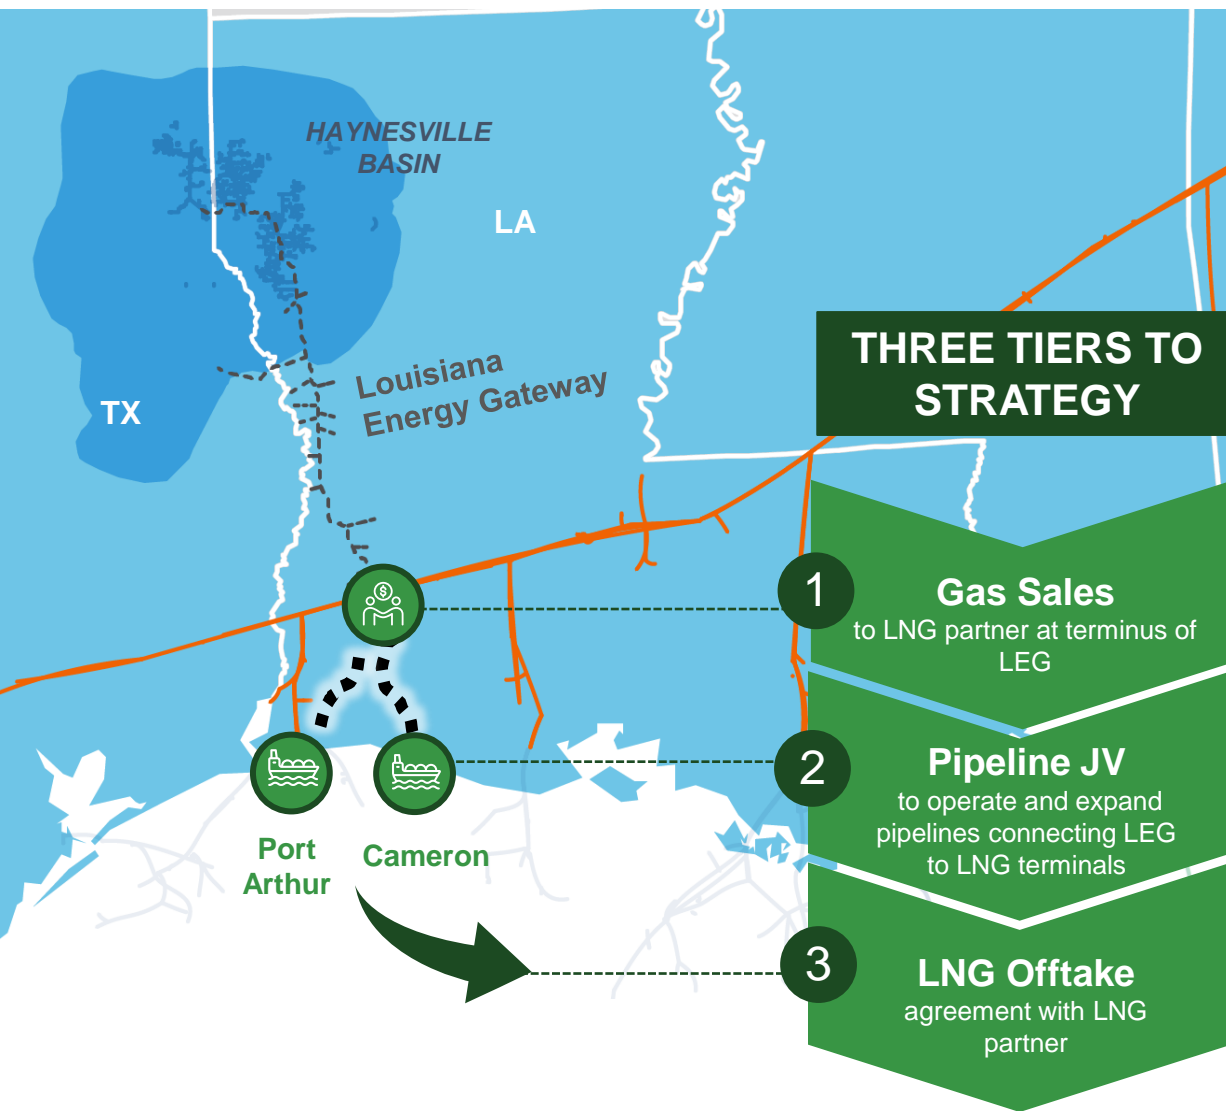 HAYNESVILLE
BASIN
LA
TX
Louisiana
Energy Gateway
THREE TIERS TO
STRATEGY
1
Gas Sales
to LNG partner at terminus of
LEG
2
Pipeline JV
to operate and expand
pipelines connecting LEG
to LNG terminals
Port
Arthur
Cameron
3
LNG Offtake
agreement with LNG
partner
$